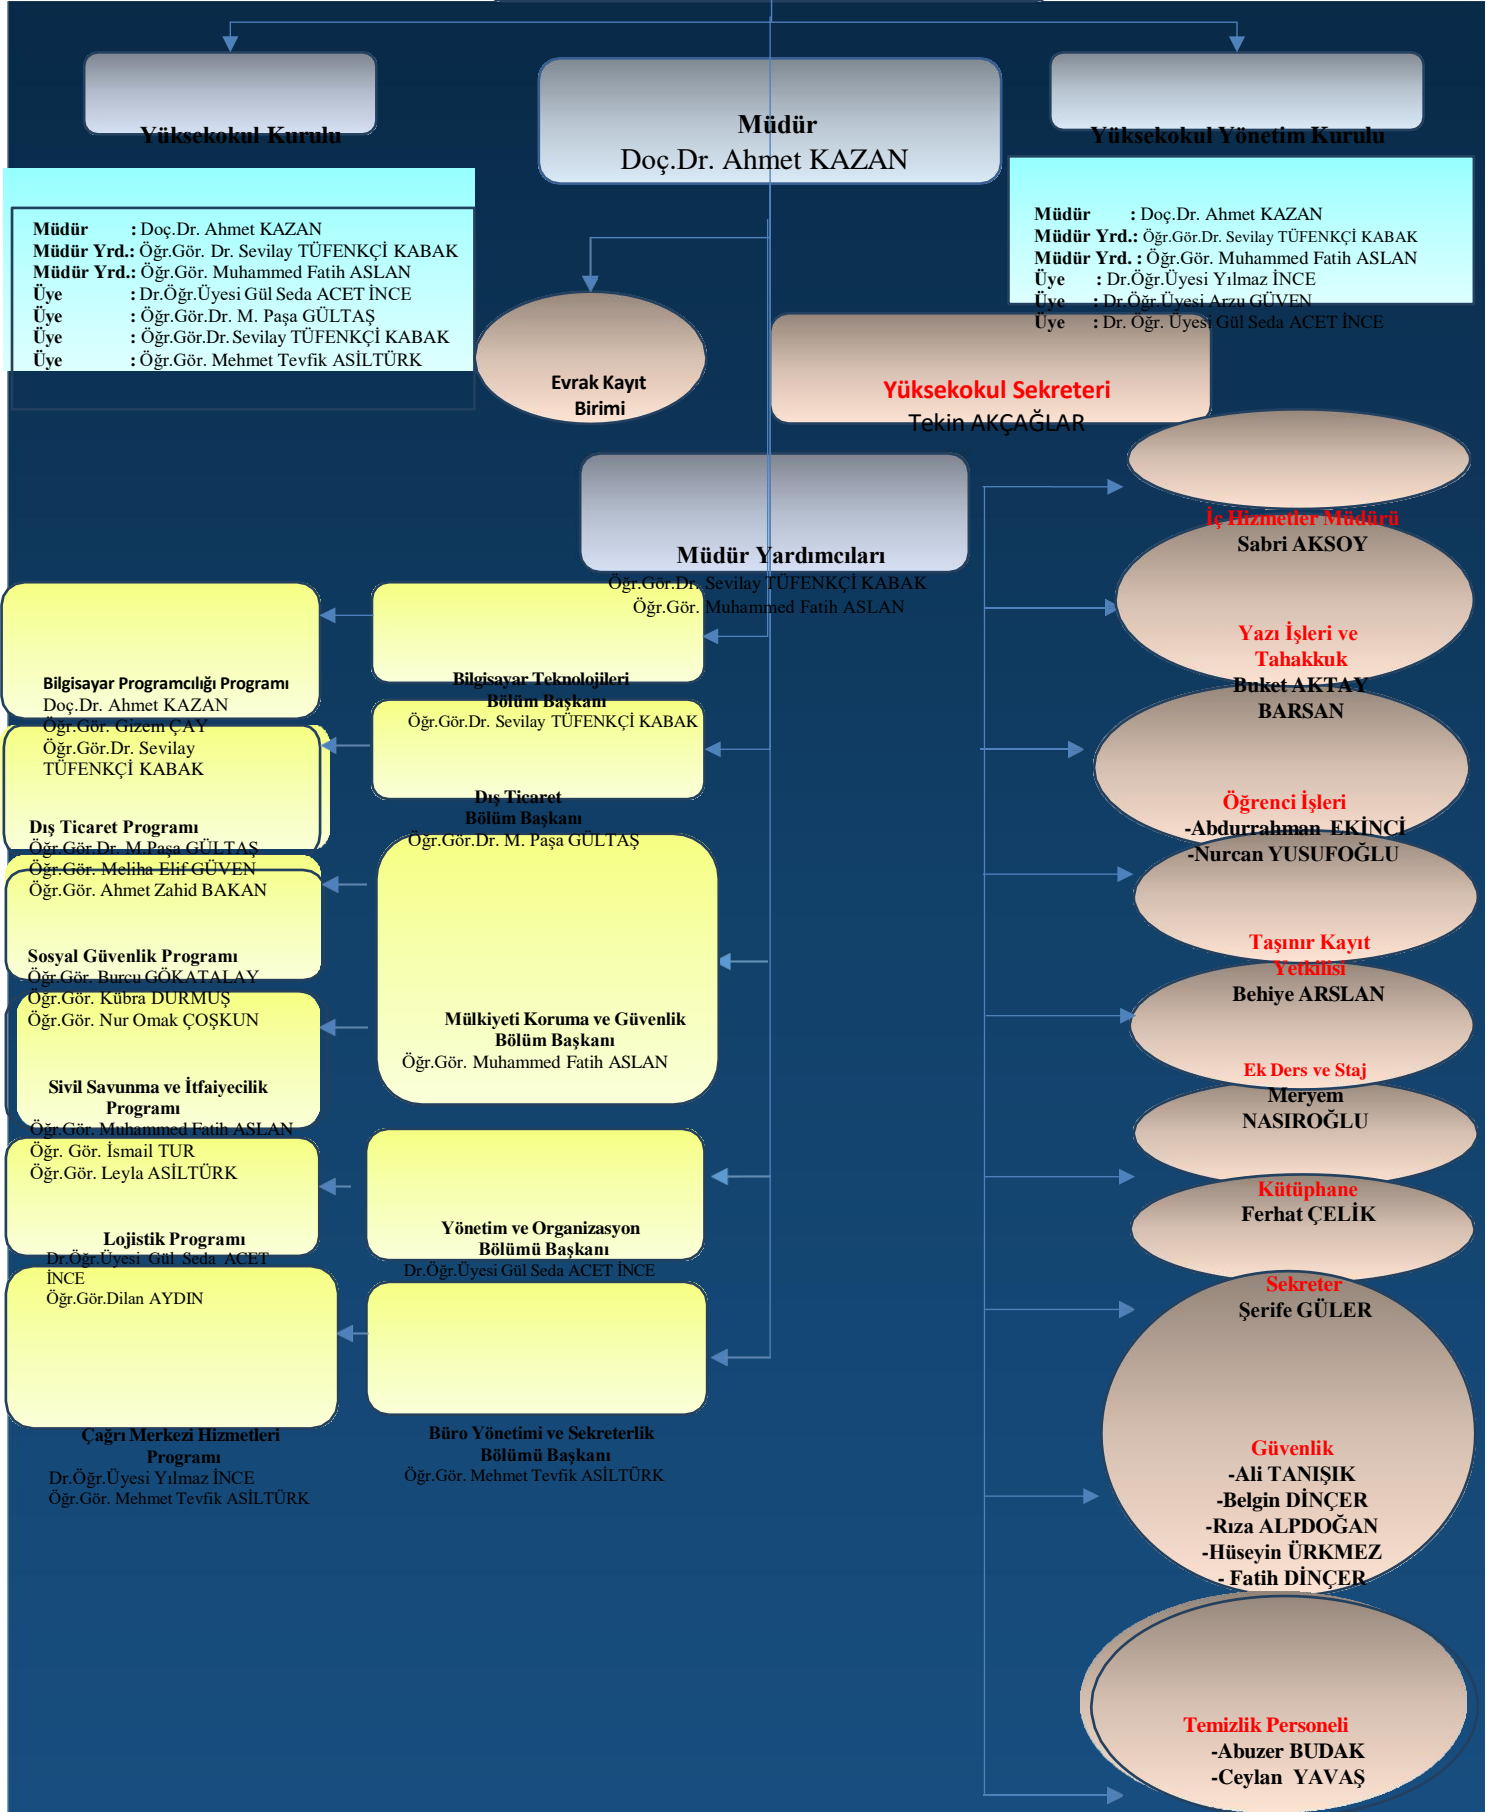 Yüksekokul Kurulu
Müdür
Doç.Dr. Ahmet KAZAN
Yüksekokul Yönetim Kurulu
Müdür : Doç.Dr. Ahmet KAZAN
Müdür Yrd.: Öğr.Gör. Dr. Sevilay TÜFENKÇİ KABAK
Müdür Yrd.: Öğr.Gör. Muhammed Fatih ASLAN
Üye : Dr.Öğr.Üyesi Gül Seda ACET İNCE
Üye : Öğr.Gör.Dr. M. Paşa GÜLTAŞ
Üye : Öğr.Gör.Dr. Sevilay TÜFENKÇİ KABAK
Üye : Öğr.Gör. Mehmet Tevfik ASİLTÜRK
Müdür : Doç.Dr. Ahmet KAZAN
Müdür Yrd.: Öğr.Gör.Dr. Sevilay TÜFENKÇİ KABAK
Müdür Yrd. : Öğr.Gör. Muhammed Fatih ASLAN
Üye : Dr.Öğr.Üyesi Yılmaz İNCE
Üye : Dr.Öğr.Üyesi Arzu GÜVEN
Üye : Dr. Öğr. Üyesi Gül Seda ACET İNCE
Evrak Kayıt
Birimi
Yüksekokul Sekreteri
Tekin AKÇAĞLAR
Müdür Yardımcıları
Öğr.Gör.Dr. Sevilay TÜFENKÇİ KABAK
Öğr.Gör. Muhammed Fatih ASLAN
Bilgisayar Programcılığı Programı
Doç.Dr. Ahmet KAZAN
Öğr.Gör. Gizem ÇAY
Öğr.Gör.Dr. Sevilay
TÜFENKÇİ KABAK
Bilgisayar Teknolojileri
Bölüm Başkanı
Öğr.Gör.Dr. Sevilay TÜFENKÇİ KABAK
Dış Ticaret Programı
Öğr.Gör.Dr. M.Paşa GÜLTAŞ
Öğr.Gör. Meliha Elif GÜVEN
Öğr.Gör. Ahmet Zahid BAKAN
Dış Ticaret
Bölüm Başkanı
Öğr.Gör.Dr. M. Paşa GÜLTAŞ
Sosyal Güvenlik Programı
Öğr.Gör. Burcu GÖKATALAY
Öğr.Gör. Kübra DURMUŞ
Öğr.Gör. Nur Omak ÇOŞKUN
Mülkiyeti Koruma ve Güvenlik
Bölüm Başkanı
Öğr.Gör. Muhammed Fatih ASLAN
Sivil Savunma ve İtfaiyecilik
Programı
Öğr.Gör. Muhammed Fatih ASLAN
Öğr. Gör. İsmail TUR
Öğr.Gör. Leyla ASİLTÜRK
Lojistik Programı
Dr.Öğr.Üyesi Gül Seda ACET
İNCE
Öğr.Gör.Dilan AYDIN
Yönetim ve Organizasyon
Bölümü Başkanı
Dr.Öğr.Üyesi Gül Seda ACET İNCE
Çağrı Merkezi Hizmetleri
Programı
Dr.Öğr.Üyesi Yılmaz İNCE
Öğr.Gör. Mehmet Tevfik ASİLTÜRK
Büro Yönetimi ve Sekreterlik
Bölümü Başkanı
Öğr.Gör. Mehmet Tevfik ASİLTÜRK
İç Hizmetler Müdürü
Sabri AKSOY
Yazı İşleri ve
Tahakkuk
Buket AKTAY
BARSAN
Öğrenci İşleri
-Abdurrahman EKİNCİ
-Nurcan YUSUFOĞLU
Taşınır Kayıt
Yetkilisi
Behiye ARSLAN
Ek Ders ve Staj
Meryem
NASIROĞLU
Kütüphane
Ferhat ÇELİK
Sekreter
Şerife GÜLER
Güvenlik
-Ali TANIŞIK
-Belgin DİNÇER
-Rıza ALPDOĞAN
-Hüseyin ÜRKMEZ
- Fatih DİNÇER
Temizlik Personeli
-Abuzer BUDAK
-Ceylan YAVAŞ